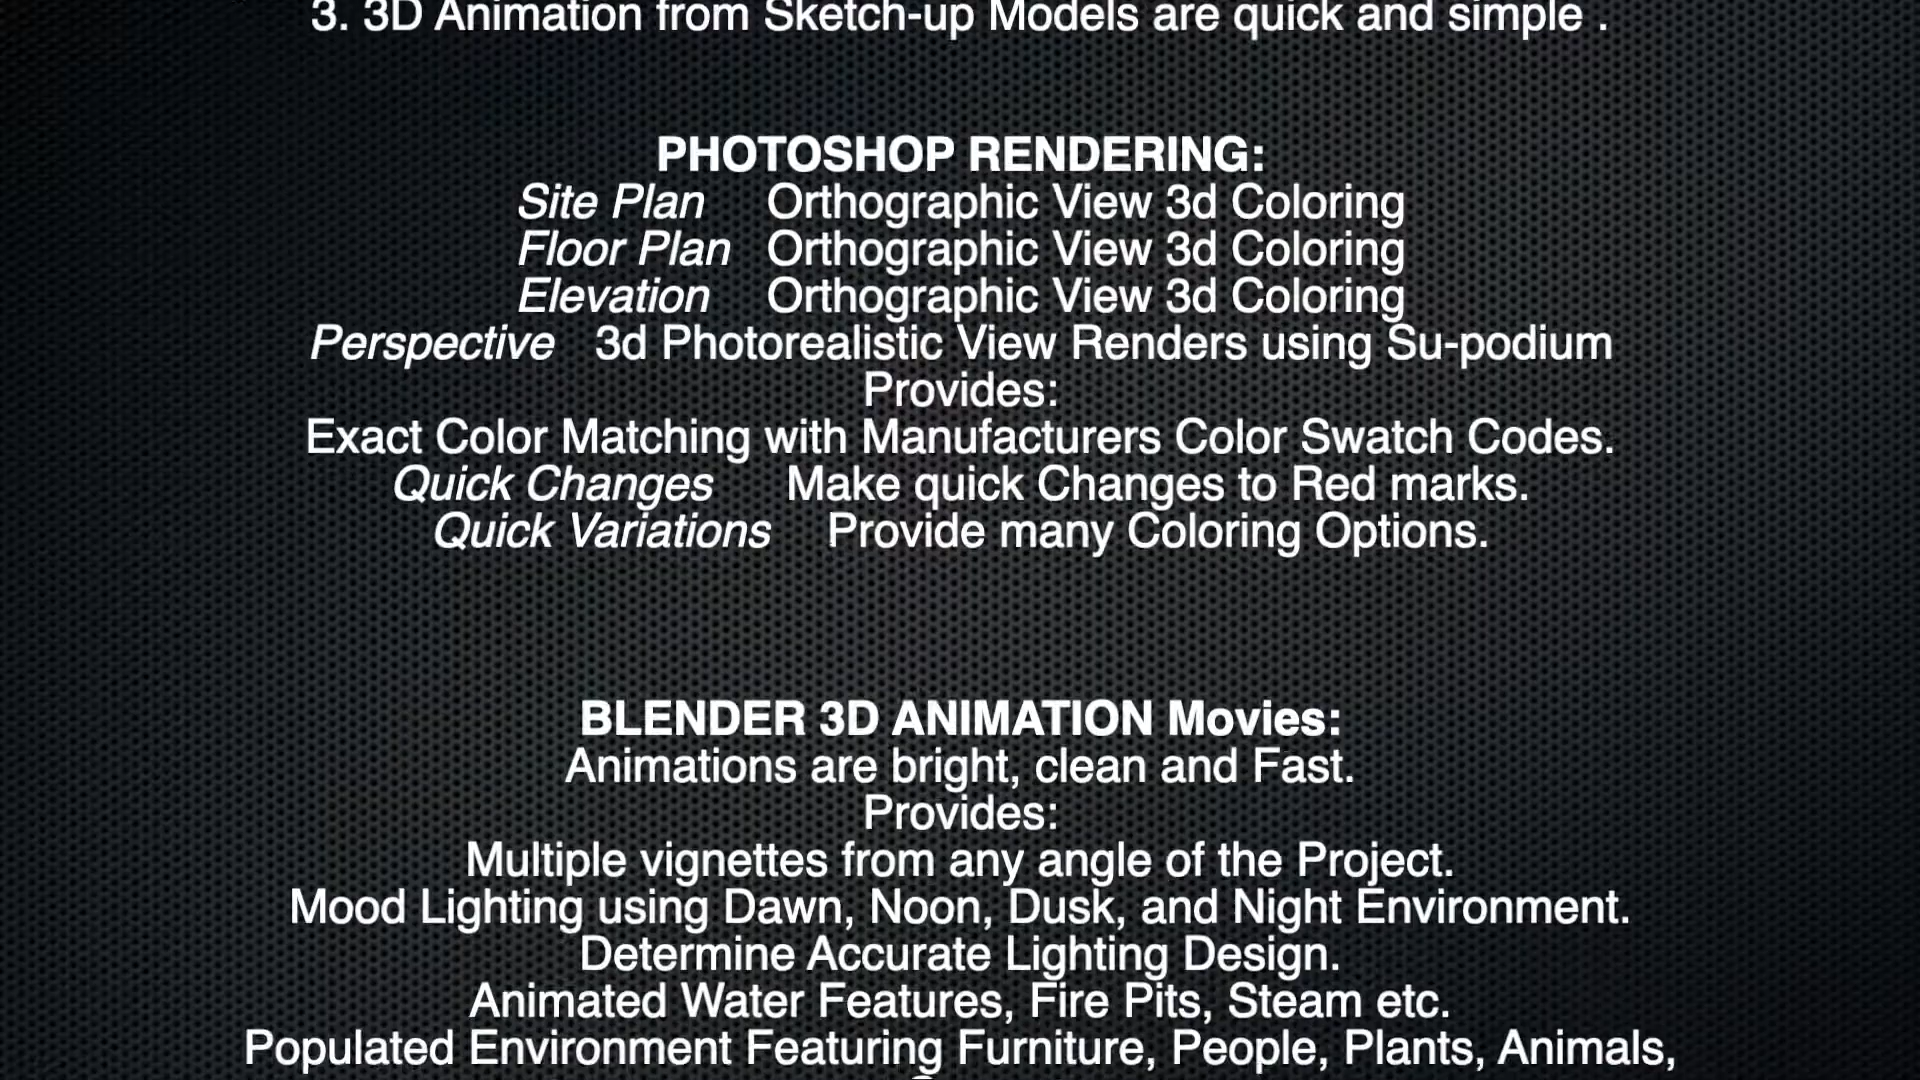 3. 3D Animation from Sketch-up Models are quick and simple .
PHOTOSHOP RENDERING:
Site Plan Orthographic View 3d Coloring
Floor Plan Orthographic View 3d Coloring
Elevation Orthographic View 3d Coloring
Perspective 3d Photorealistic View Renders using Su-podium
Provides:
Exact Color Matching with Manufacturers Color Swatch Codes.
Quick Changes Make quick Changes to Red marks.
Quick Variations Provide many Coloring Options.
BLENDER 3D ANIMATION Movies:
Animations are bright, clean and Fast.
Provides:
Multiple vignettes from any angle of the Project.
Mood Lighting using Dawn, Noon, Dusk, and Night Environment.
Determine Accurate Lighting Design.
Animated Water Features, Fire Pits, Steam etc.
Populated Environment Featuring Furniture, People, Plants, Animals,